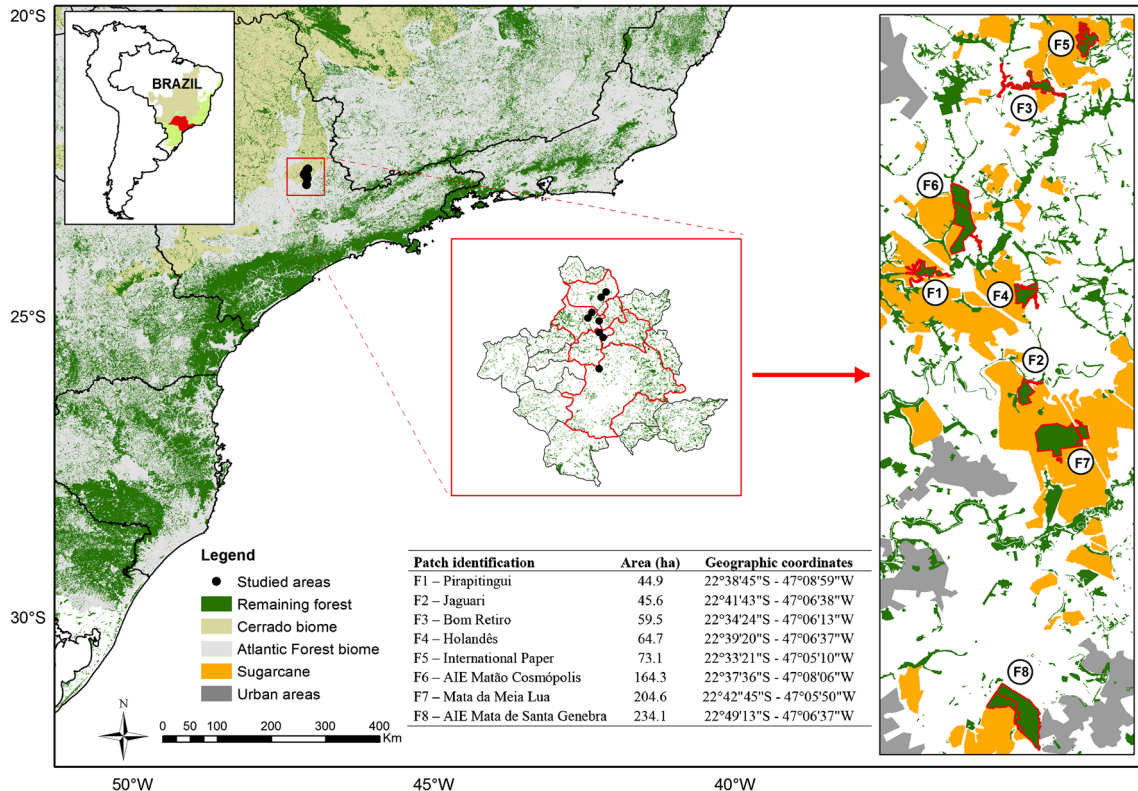 20°S
25°S
30°S
50°W
45°W
40°W
BRAZIL
Legend
Studied areas
Remaining forest
Cerrado biome
Atlantic Forest biome
Sugarcane
Urban areas
N
0 50 100 200 300 400
Km
Patch identification Area (ha) Geographic coordinates
F1 – Pirapitingui 44.9 22°38'45"S - 47°08'59"W
F2 – Jaguari 45.6 22°41'43"S - 47°06'38"W
F3 – Bom Retiro 59.5 22°34'24"S - 47°06'13"W
F4 – Holandês 64.7 22°39'20"S - 47°06'37"W
F5 – International Paper 73.1 22°33'21"S - 47°05'10"W
F6 – AIE Matão Cosmópolis 164.3 22°37'36"S - 47°08'06"W
F7 – Mata da Meia Lua 204.6 22°42'45"S - 47°05'50"W
F8 – AIE Mata de Santa Genebra 234.1 22°49'13"S - 47°06'37"W
F5
F3
F6
F1
F4
F2
F7
F8